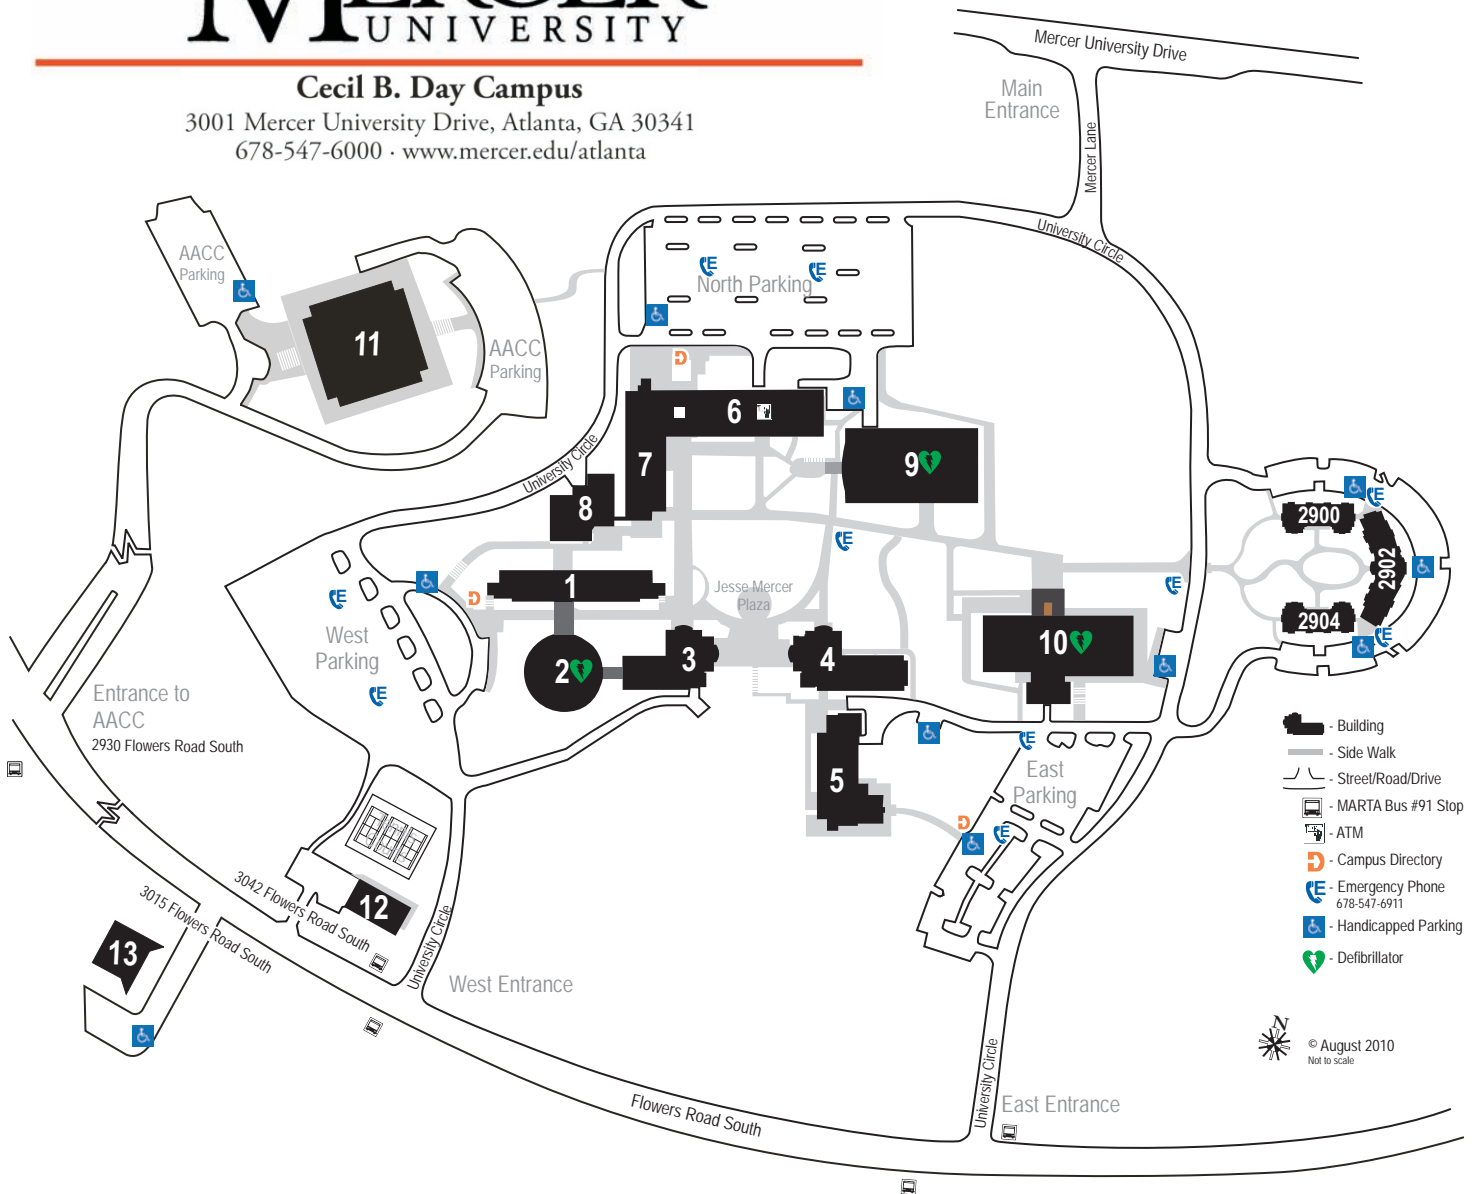 MERCER
UNIVERSITY
Cecil B. Day Campus
3001 Mercer University Drive, Atlanta, GA 30341
678-547-6000 · www.mercer.edu/atlanta
Mercer University Drive
Main
Entrance
Mercer Lane
University Circle
AACC
Parking
North Parking
11
AACC
Parking
6
7
University Circle
9
8
2900
2902
2904
1
Jesse Mercer
Plaza
West
Parking
2
3
4
10
Entrance to
AACC
2930 Flowers Road South
5
East
Parking
- Building
- Side Walk
- Street/Road/Drive
- MARTA Bus #91 Stop
- ATM
D - Campus Directory
E - Emergency Phone
678-547-6911
- Handicapped Parking
- Defibrillator
3042 Flowers Road South
12
3015 Flowers Road South
13
University Circle
West Entrance
N
© August 2010
Not to scale
University Circle
East Entrance
Flowers Road South